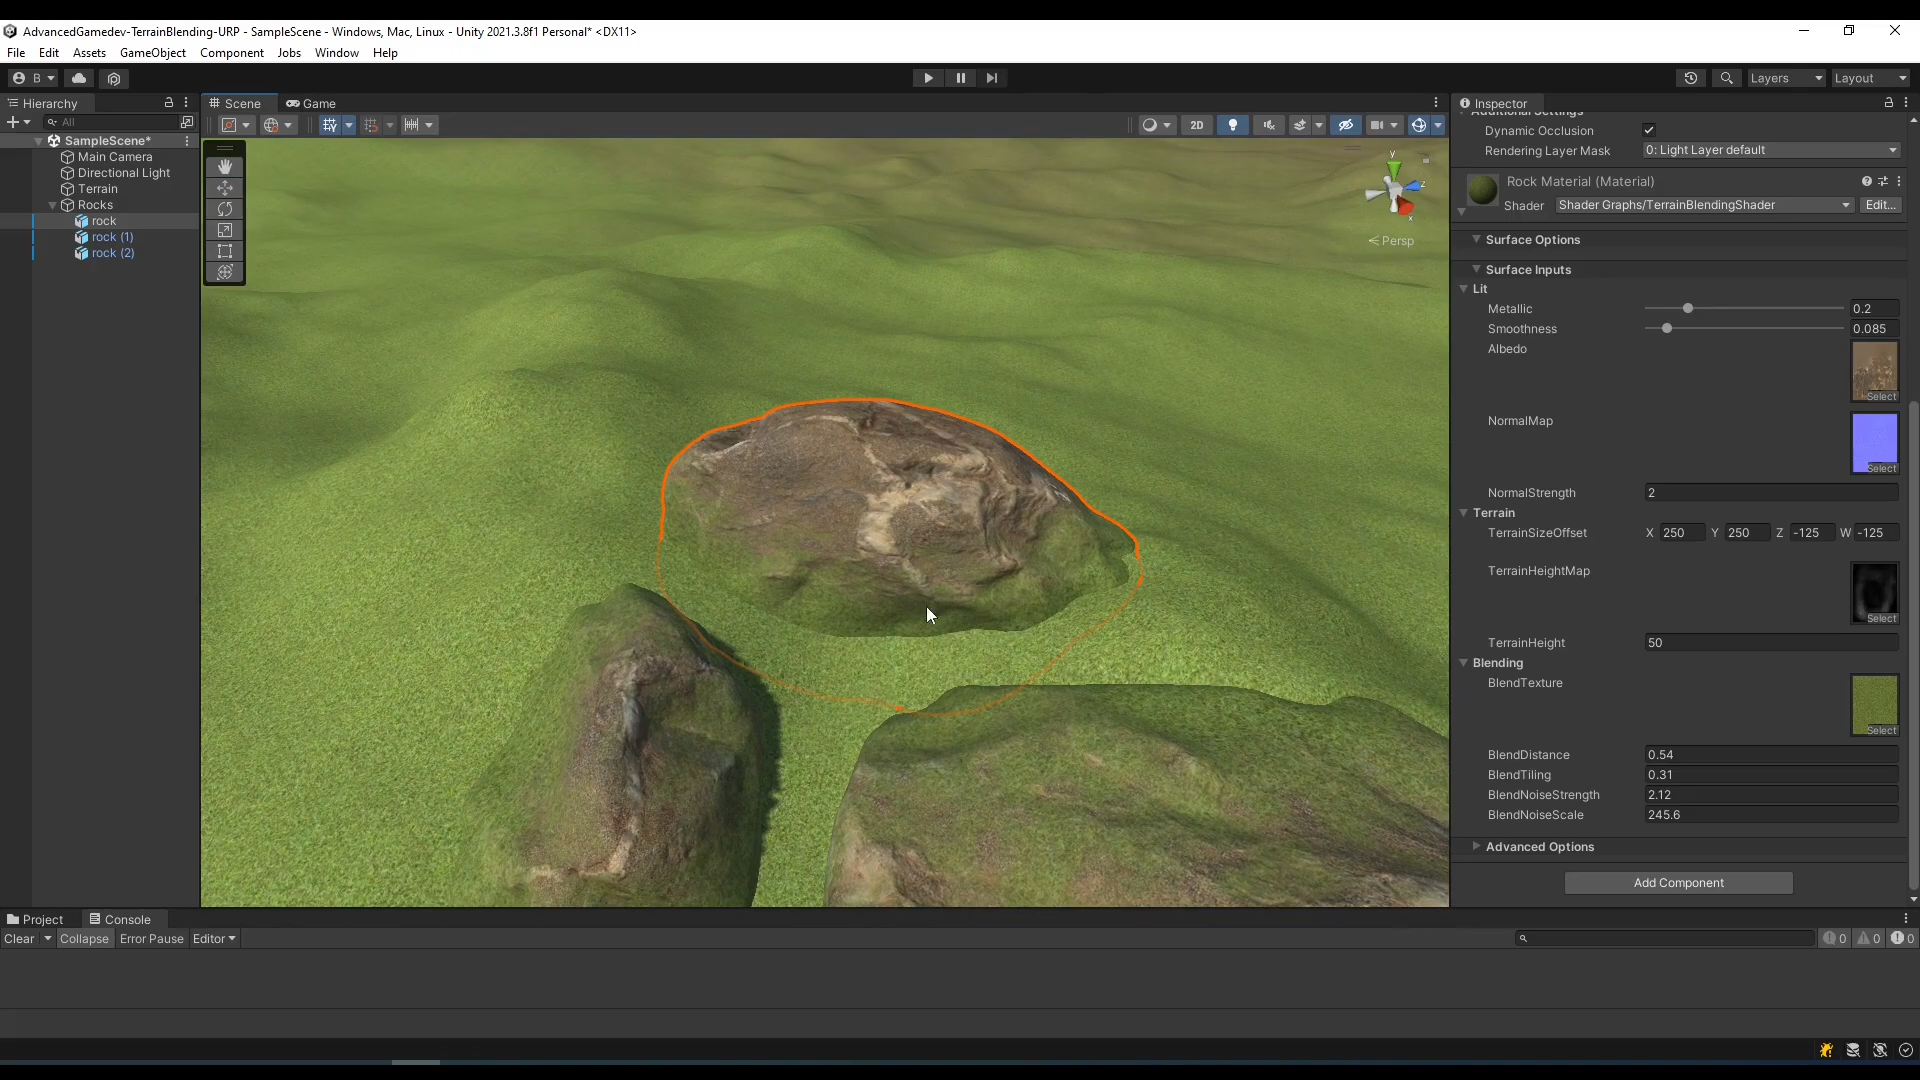 AdvancedGamedev-TerrainBlending-URP - SampleScene - Windows, Mac, Linux - Unity 2021.3.8f1 Personal* <DX11>
File Edit Assets GameObject Component Jobs Window Help
B Layers Layout
Hierarchy
All
SampleScene*
Main Camera
Directional Light
Terrain
Rocks
rock
rock (1)
rock (2)
Scene Game
2D
y
z
x
Persp
Inspector
Additional Settings
Dynamic Occlusion
Rendering Layer Mask 0: Light Layer default
Rock Material (Material)
Shader Shader Graphs/TerrainBlendingShader Edit...
Surface Options
Surface Inputs
Lit
Metallic 0.2
Smoothness 0.085
Albedo
Select
NormalMap
Select
NormalStrength 2
Terrain
TerrainSizeOffset X 250 Y 250 Z -125 W -125
TerrainHeightMap
Select
TerrainHeight 50
Blending
BlendTexture
Select
BlendDistance 0.54
BlendTiling 0.31
BlendNoiseStrength 2.12
BlendNoiseScale 245.6
Advanced Options
Add Component
Project Console
Clear Collapse Error Pause Editor 0 0 0